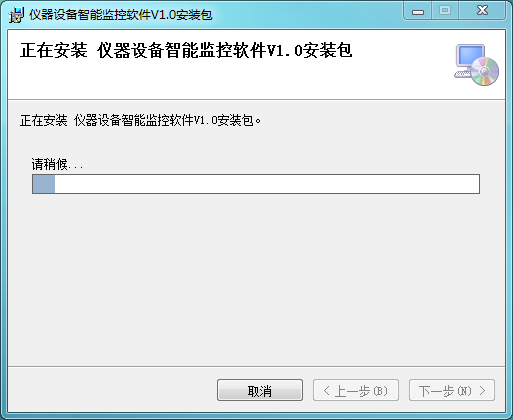 仪器设备智能监控软件V1.0安装包
正在安装 仪器设备智能监控软件V1.0安装包
正在安装 仪器设备智能监控软件V1.0安装包。
请稍候...
取消
< 上一步(B)
下一步(N) >